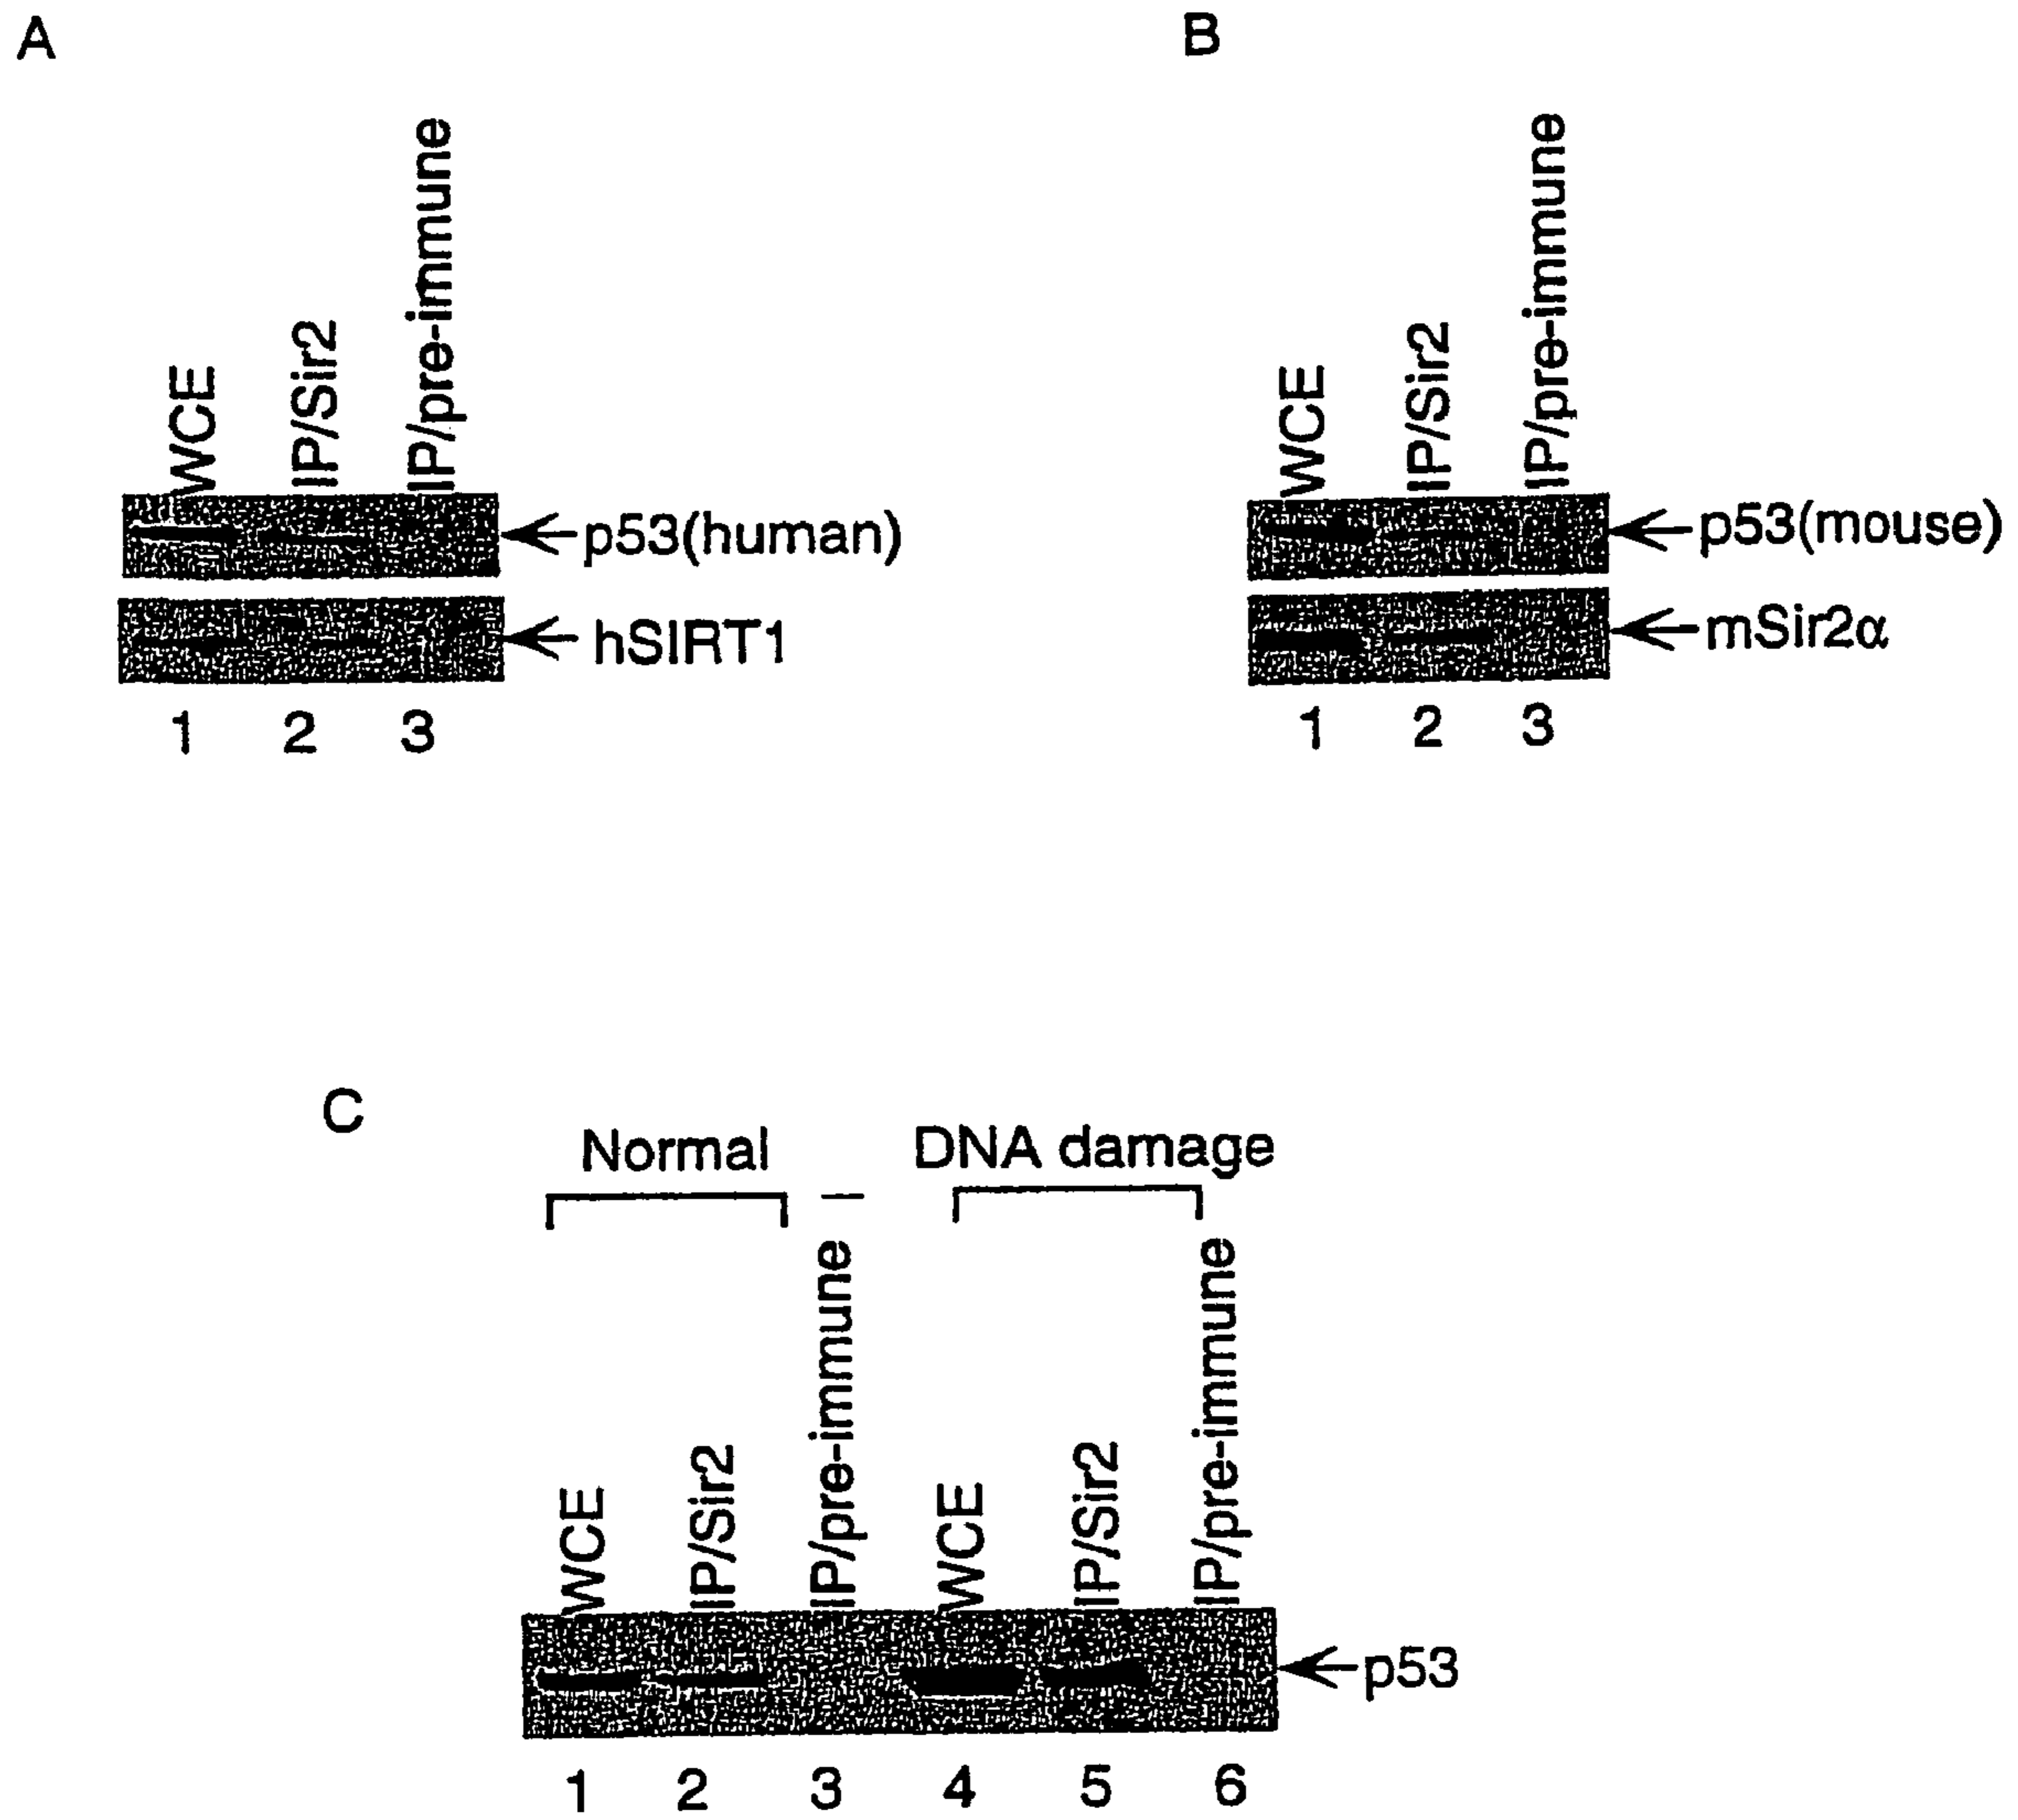 A
WCE
IP/Sir2
IP/pre-immune
p53(human)
hSIRT1
1 2 3
B
WCE
IP/Sir2
IP/pre-immune
p53(mouse)
mSir2α
1 2 3
C
Normal
DNA damage
WCE
IP/Sir2
IP/pre-immune
WCE
IP/Sir2
IP/pre-immune
p53
1 2 3 4 5 6